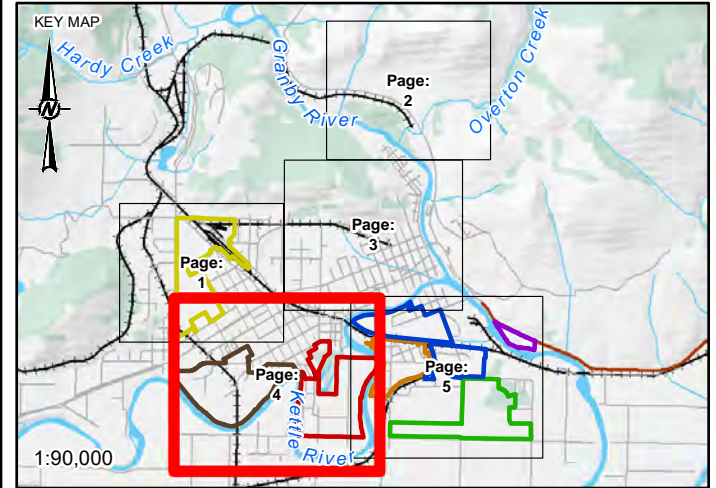 KEY MAP
Hardy Creek
N
Granby
River
Overton Creek
Page:
2
Page:
3
Page:
1
Page:
4
Page:
5
Kettle
River
1:90,000